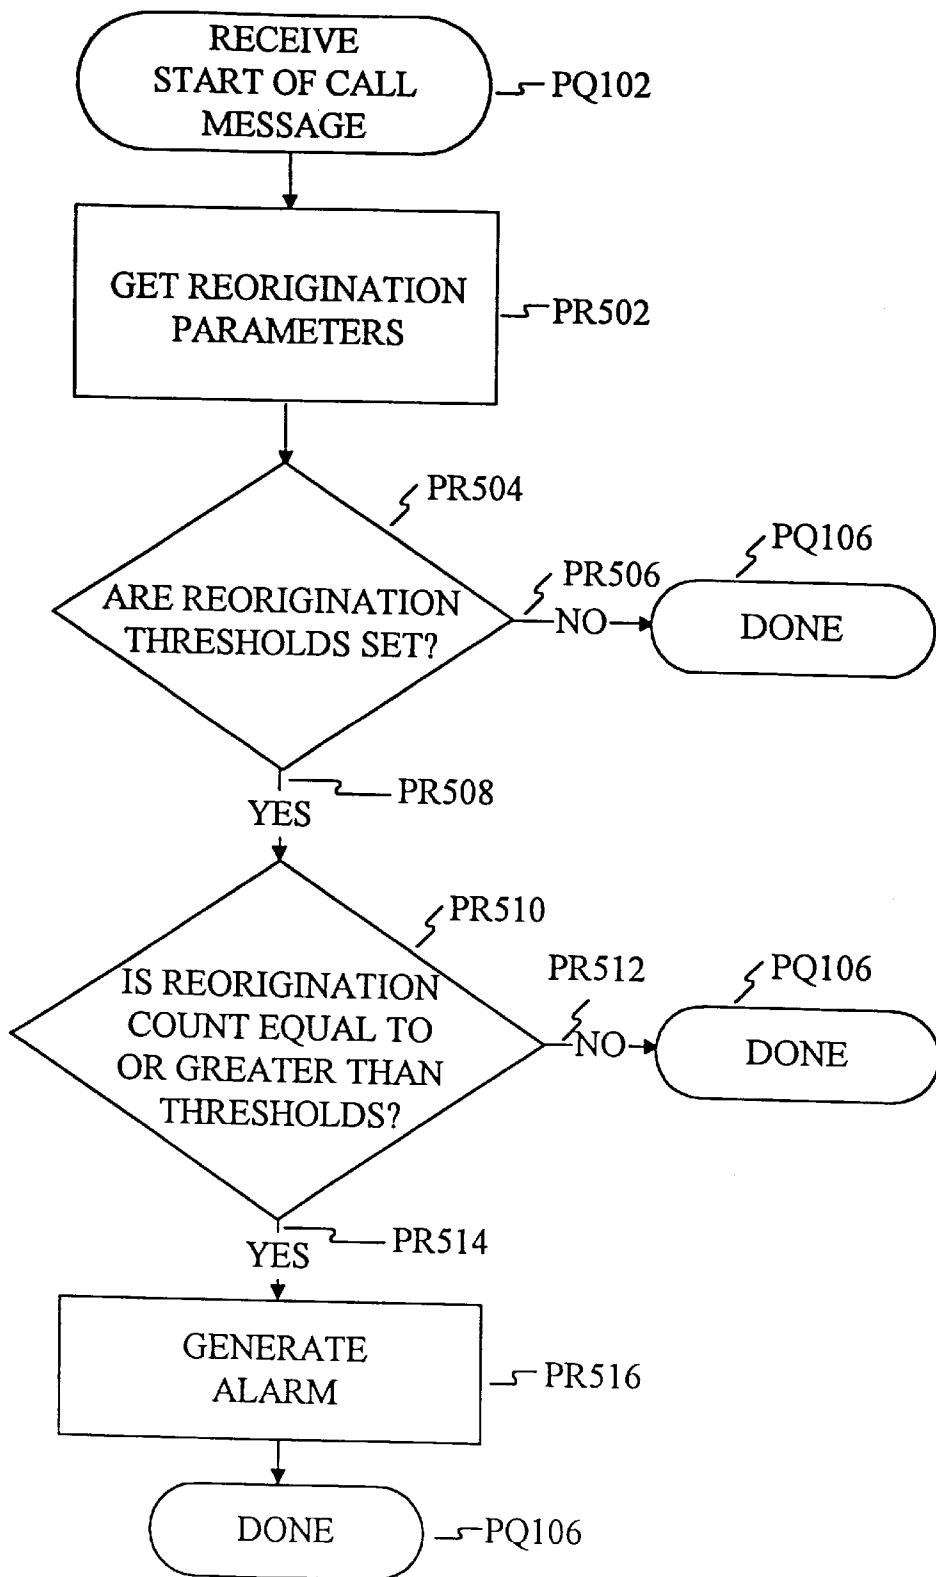 RECEIVE
START OF CALL
MESSAGE
PQ102
GET REORIGINATION
PARAMETERS
PR502
PR504
ARE REORIGINATION
THRESHOLDS SET?
PR506
NO
PQ106
DONE
PR508
YES
PR510
IS REORIGINATION
COUNT EQUAL TO
OR GREATER THAN
THRESHOLDS?
PR512
NO
PQ106
DONE
PR514
YES
GENERATE
ALARM
PR516
DONE
PQ106